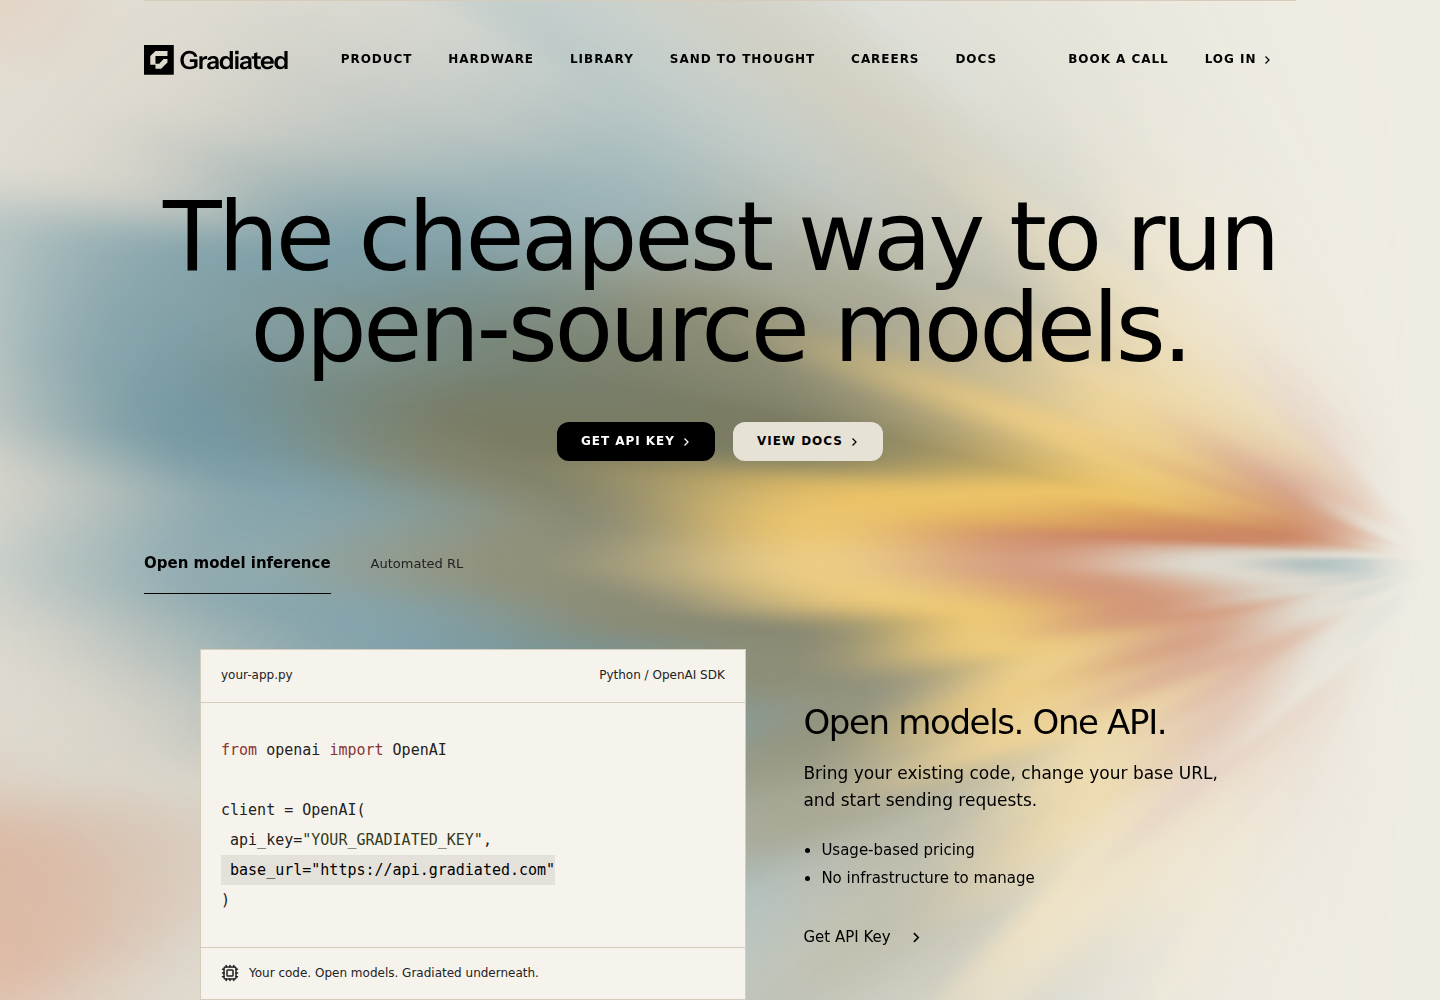 Gradiated
PRODUCT HARDWARE LIBRARY SAND TO THOUGHT CAREERS DOCS BOOK A CALL LOG IN
The cheapest way to run
open-source models.
GET API KEY VIEW DOCS
Open model inference Automated RL
your-app.py Python / OpenAI SDK
from openai import OpenAI
client = OpenAI(
api_key="YOUR_GRADIATED_KEY",
base_url="https://api.gradiated.com"
)
Your code. Open models. Gradiated underneath.
Open models. One API.
Bring your existing code, change your base URL,
and start sending requests.
• Usage-based pricing
• No infrastructure to manage
Get API Key